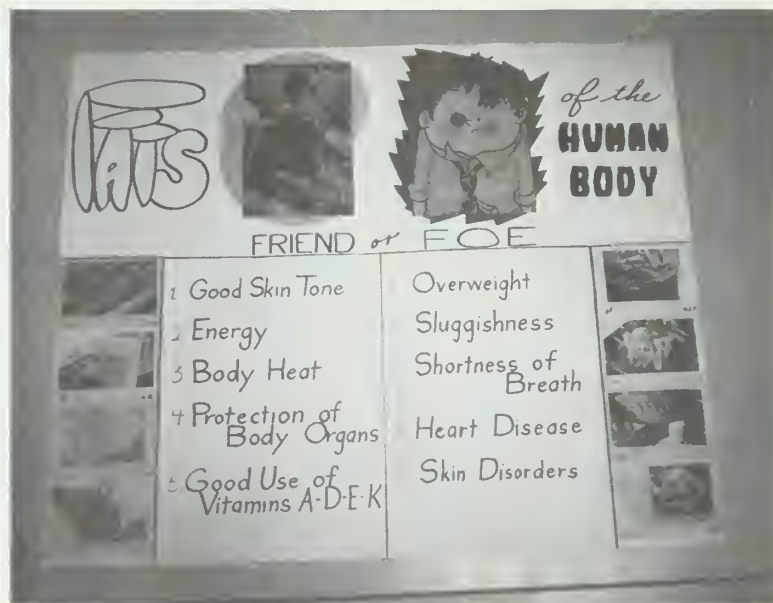 FATS
of the
HUMAN
BODY
FRIEND or FOE
1 Good Skin Tone
2 Energy
3 Body Heat
4 Protection of
Body Organs
5 Good Use of
Vitamins A-D-E-K
Overweight
Sluggishness
Shortness of
Breath
Heart Disease
Skin Disorders